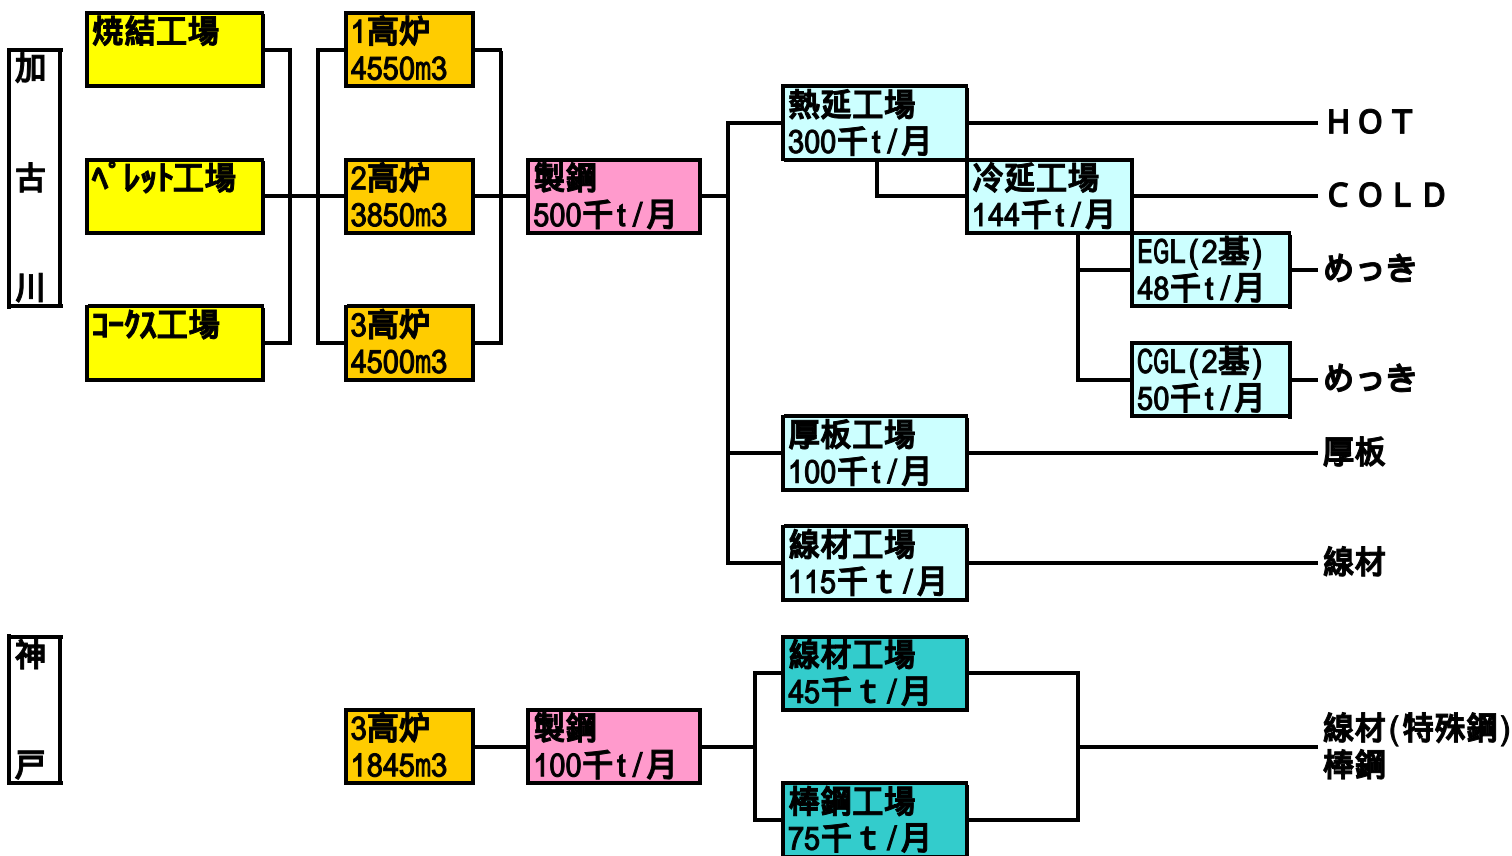 加古川
焼結工場
ﾍﾟﾚｯﾄ工場
ｺｰｸｽ工場
1高炉
4550m3
2高炉
3850m3
3高炉
4500m3
製鋼
500千t/月
熱延工場
300千t/月
冷延工場
144千t/月
EGL(2基)
48千t/月
CGL(2基)
50千t/月
厚板工場
100千t/月
線材工場
115千ｔ/月
ＨＯＴ
ＣＯＬＤ
めっき
めっき
厚板
線材
神戸
3高炉
1845m3
製鋼
100千t/月
線材工場
45千ｔ/月
棒鋼工場
75千ｔ/月
線材(特殊鋼)
棒鋼